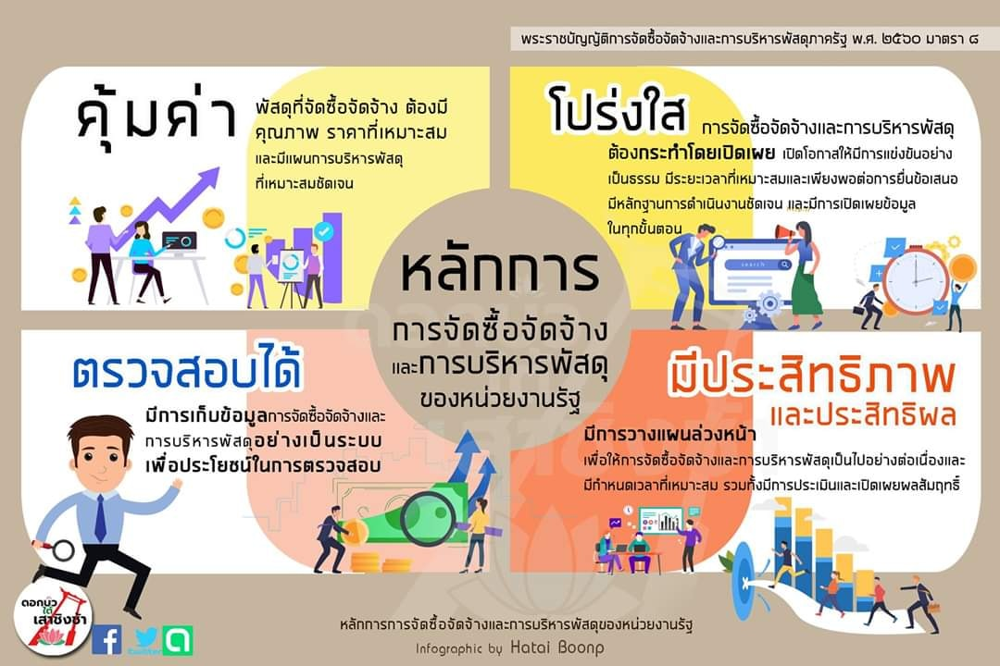 พระราชบัญญัติการจัดซื้อจัดจ้างและการบริหารพัสดุภาครัฐ พ.ศ. ๒๕๖๐ มาตรา ๘
คุ้มค่า
พัสดุที่จัดซื้อจัดจ้าง ต้องมี
คุณภาพ ราคาที่เหมาะสม
และมีแผนการบริหารพัสดุ
ที่เหมาะสมชัดเจน
โปร่งใส
การจัดซื้อจัดจ้างและการบริหารพัสดุ
ต้องกระทำโดยเปิดเผย เปิดโอกาสให้มีการแข่งขันอย่าง
เป็นธรรม มีระยะเวลาที่เหมาะสมและเพียงพอต่อการยื่นข้อเสนอ
มีหลักฐานการดำเนินงานชัดเจน และมีการเปิดเผยข้อมูล
ในทุกขั้นตอน
search
หลักการ
การจัดซื้อจัดจ้าง
และการบริหารพัสดุ
ของหน่วยงานรัฐ
ตรวจสอบได้
มีการเก็บข้อมูลการจัดซื้อจัดจ้างและ
การบริหารพัสดุอย่างเป็นระบบ
เพื่อประโยชน์ในการตรวจสอบ
มีประสิทธิภาพ
และประสิทธิผล
มีการวางแผนล่วงหน้า
เพื่อให้การจัดซื้อจัดจ้างและการบริหารพัสดุเป็นไปอย่างต่อเนื่องและ
มีกำหนดเวลาที่เหมาะสม รวมทั้งมีการประเมินและเปิดเผยผลสัมฤทธิ์
ดอกบัว
ใต้
เสาชิงช้า
twitter
หลักการการจัดซื้อจัดจ้างและการบริหารพัสดุของหน่วยงานรัฐ
Infographic by Hatai Boonp